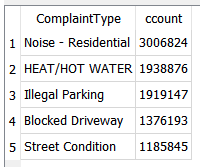 ComplaintType ccount
1 Noise - Residential 3006824
2 HEAT/HOT WATER 1938876
3 Illegal Parking 1919147
4 Blocked Driveway 1376193
5 Street Condition 1185845